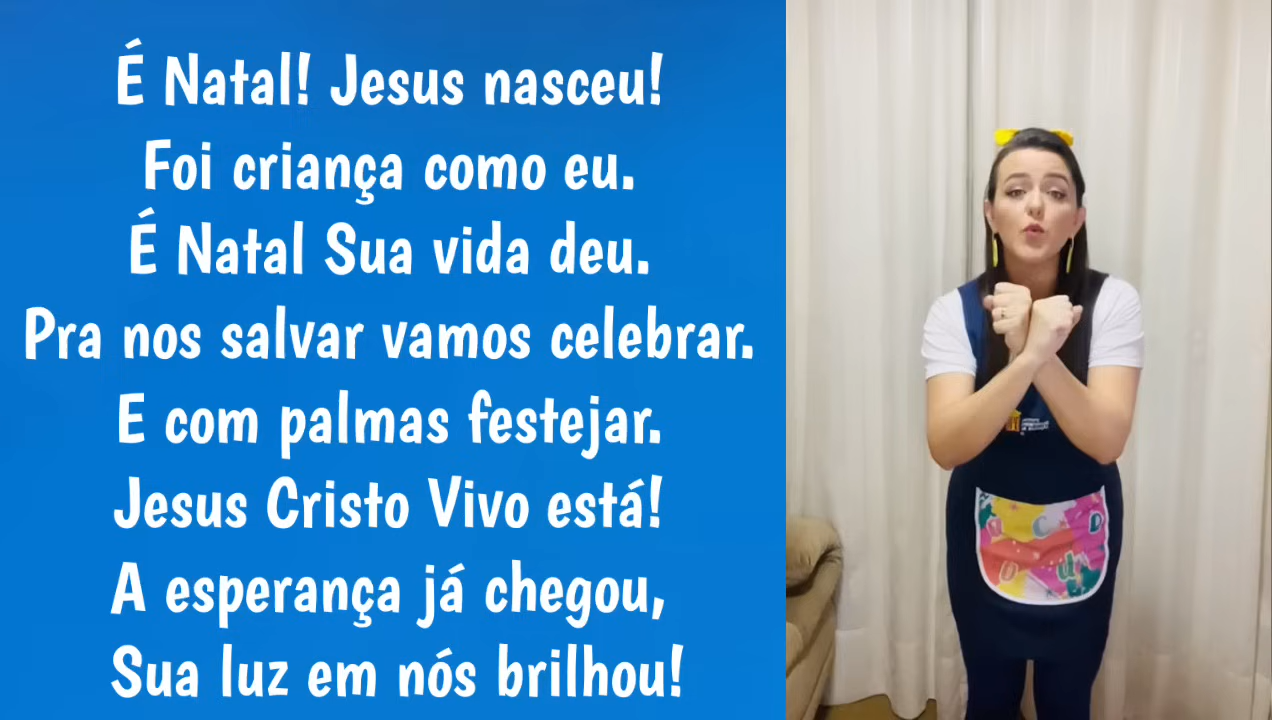 É Natal! Jesus nasceu!
Foi criança como eu.
É Natal Sua vida deu.
Pra nos salvar vamos celebrar.
E com palmas festejar.
Jesus Cristo Vivo está!
A esperança já chegou,
Sua luz em nós brilhou!